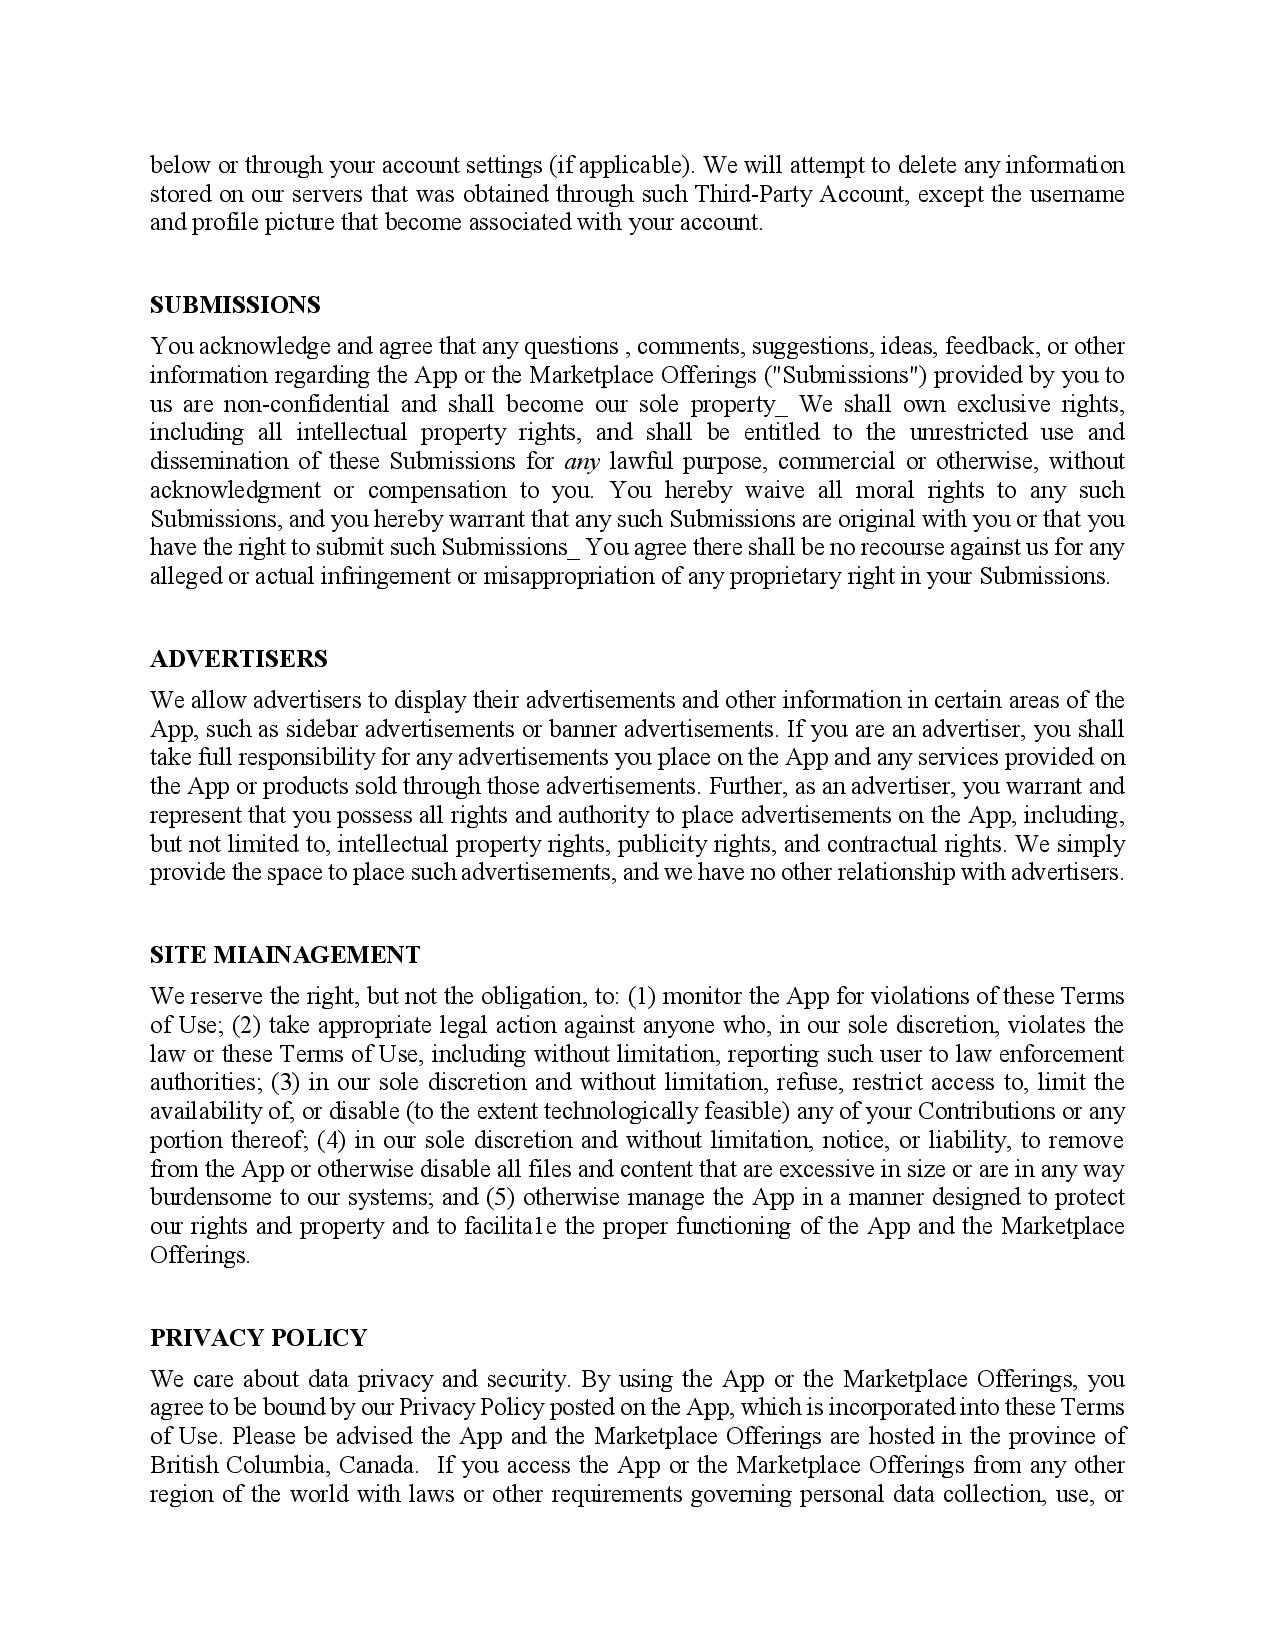 below or through your account settings (if applicable). We will attempt to delete any information
stored on our servers that was obtained through such Third-Party Account, except the username
and profile picture that become associated with your account.
SUBMISSIONS
You acknowledge and agree that any questions , comments, suggestions, ideas, feedback, or other
information regarding the App or the Marketplace Offerings ("Submissions") provided by you to
us are non-confidential and shall become our sole property_ We shall own exclusive rights,
including all intellectual property rights, and shall be entitled to the unrestricted use and
dissemination of these Submissions for any lawful purpose, commercial or otherwise, without
acknowledgment or compensation to you. You hereby waive all moral rights to any such
Submissions, and you hereby warrant that any such Submissions are original with you or that you
have the right to submit such Submissions_ You agree there shall be no recourse against us for any
alleged or actual infringement or misappropriation of any proprietary right in your Submissions.
ADVERTISERS
We allow advertisers to display their advertisements and other information in certain areas of the
App, such as sidebar advertisements or banner advertisements. If you are an advertiser, you shall
take full responsibility for any advertisements you place on the App and any services provided on
the App or products sold through those advertisements. Further, as an advertiser, you warrant and
represent that you possess all rights and authority to place advertisements on the App, including,
but not limited to, intellectual property rights, publicity rights, and contractual rights. We simply
provide the space to place such advertisements, and we have no other relationship with advertisers.
SITE MIAINAGEMENT
We reserve the right, but not the obligation, to: (1) monitor the App for violations of these Terms
of Use; (2) take appropriate legal action against anyone who, in our sole discretion, violates the
law or these Terms of Use, including without limitation, reporting such user to law enforcement
authorities; (3) in our sole discretion and without limitation, refuse, restrict access to, limit the
availability of, or disable (to the extent technologically feasible) any of your Contributions or any
portion thereof; (4) in our sole discretion and without limitation, notice, or liability, to remove
from the App or otherwise disable all files and content that are excessive in size or are in any way
burdensome to our systems; and (5) otherwise manage the App in a manner designed to protect
our rights and property and to facilita1e the proper functioning of the App and the Marketplace
Offerings.
PRIVACY POLICY
We care about data privacy and security. By using the App or the Marketplace Offerings, you
agree to be bound by our Privacy Policy posted on the App, which is incorporated into these Terms
of Use. Please be advised the App and the Marketplace Offerings are hosted in the province of
British Columbia, Canada.  If you access the App or the Marketplace Offerings from any other
region of the world with laws or other requirements governing personal data collection, use, or